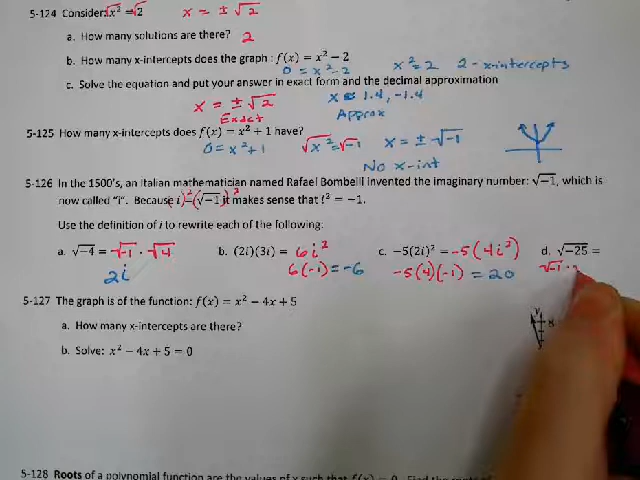 5-124 Consider: √x² = √2 x = ± √2
a. How many solutions are there? 2
b. How many x-intercepts does the graph : f(x) = x² − 2
0 = x² − 2 x² = 2 2 - x-intercepts
c. Solve the equation and put your answer in exact form and the decimal approximation
x = ± √2 x ≈ 1.4, -1.4
Exact Approx
5-125 How many x-intercepts does f(x) = x² + 1 have?
0 = x² + 1 √x² = √-1 x = ± √-1
No x-int
5-126 In the 1500's, an italian mathematician named Rafael Bombeili invented the imaginary number: √−1, which is
now called "i". Because (i)² = (√−1)² it makes sense that i² = −1.
Use the definition of i to rewrite each of the following:
a. √−4 = √-1 · √4 b. (2i)(3i) = 6i² c. −5(2i)² = -5(4i²) d. √−25 =
2i 6(-1) = -6 -5(4)(-1) = 20 √-1 ·
5-127 The graph is of the function: f(x) = x² − 4x + 5
y
8
a. How many x-intercepts are there?
b. Solve: x² − 4x + 5 = 0
5-128 Roots of a polynomial function are the values of x such that